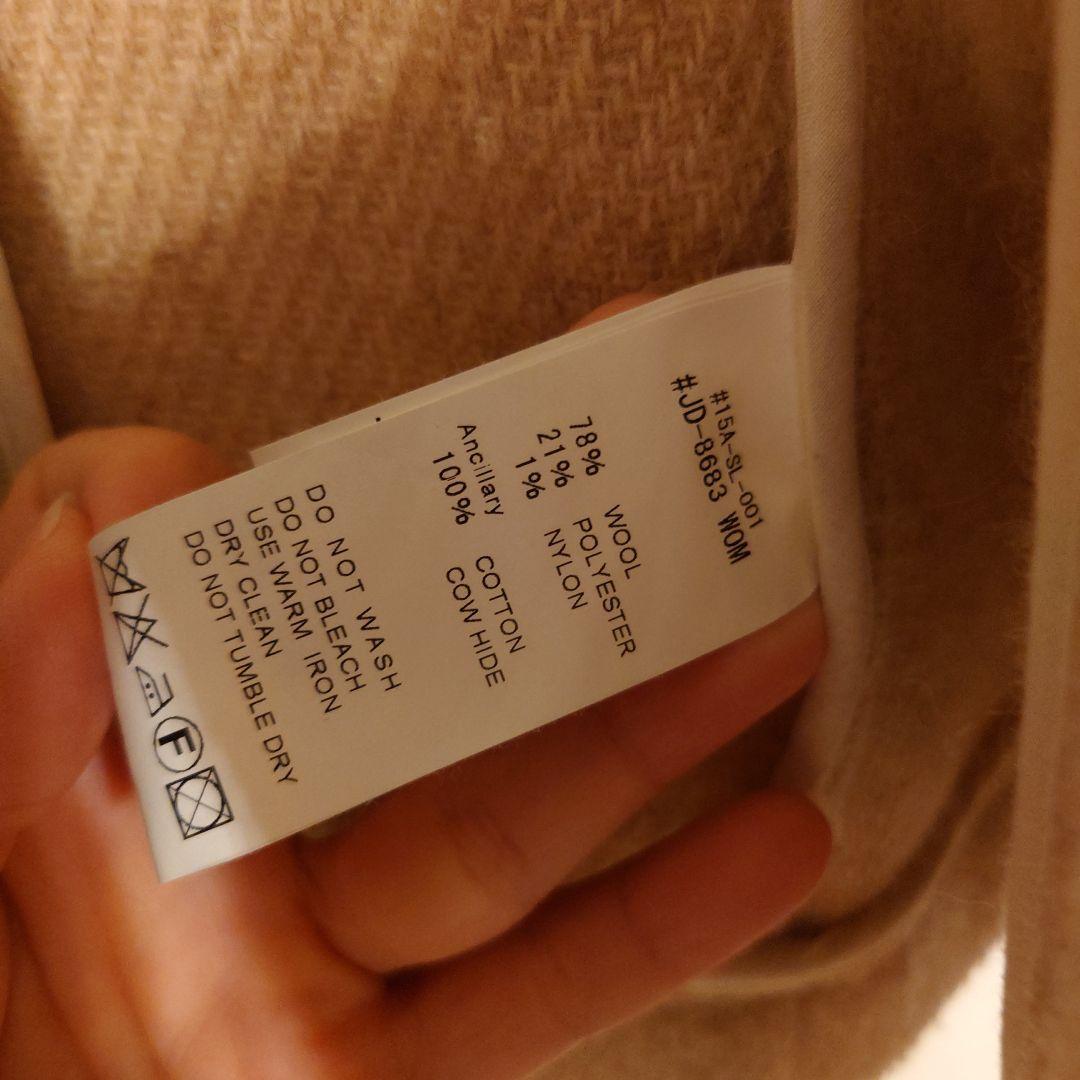 #15A-SL-001
#JD-8683 WOM
78% WOOL
21% POLYESTER
1% NYLON
Ancillary COTTON
100% COW HIDE
DO NOT WASH
DO NOT BLEACH
USE WARM IRON
DRY CLEAN
DO NOT TUMBLE DRY
F